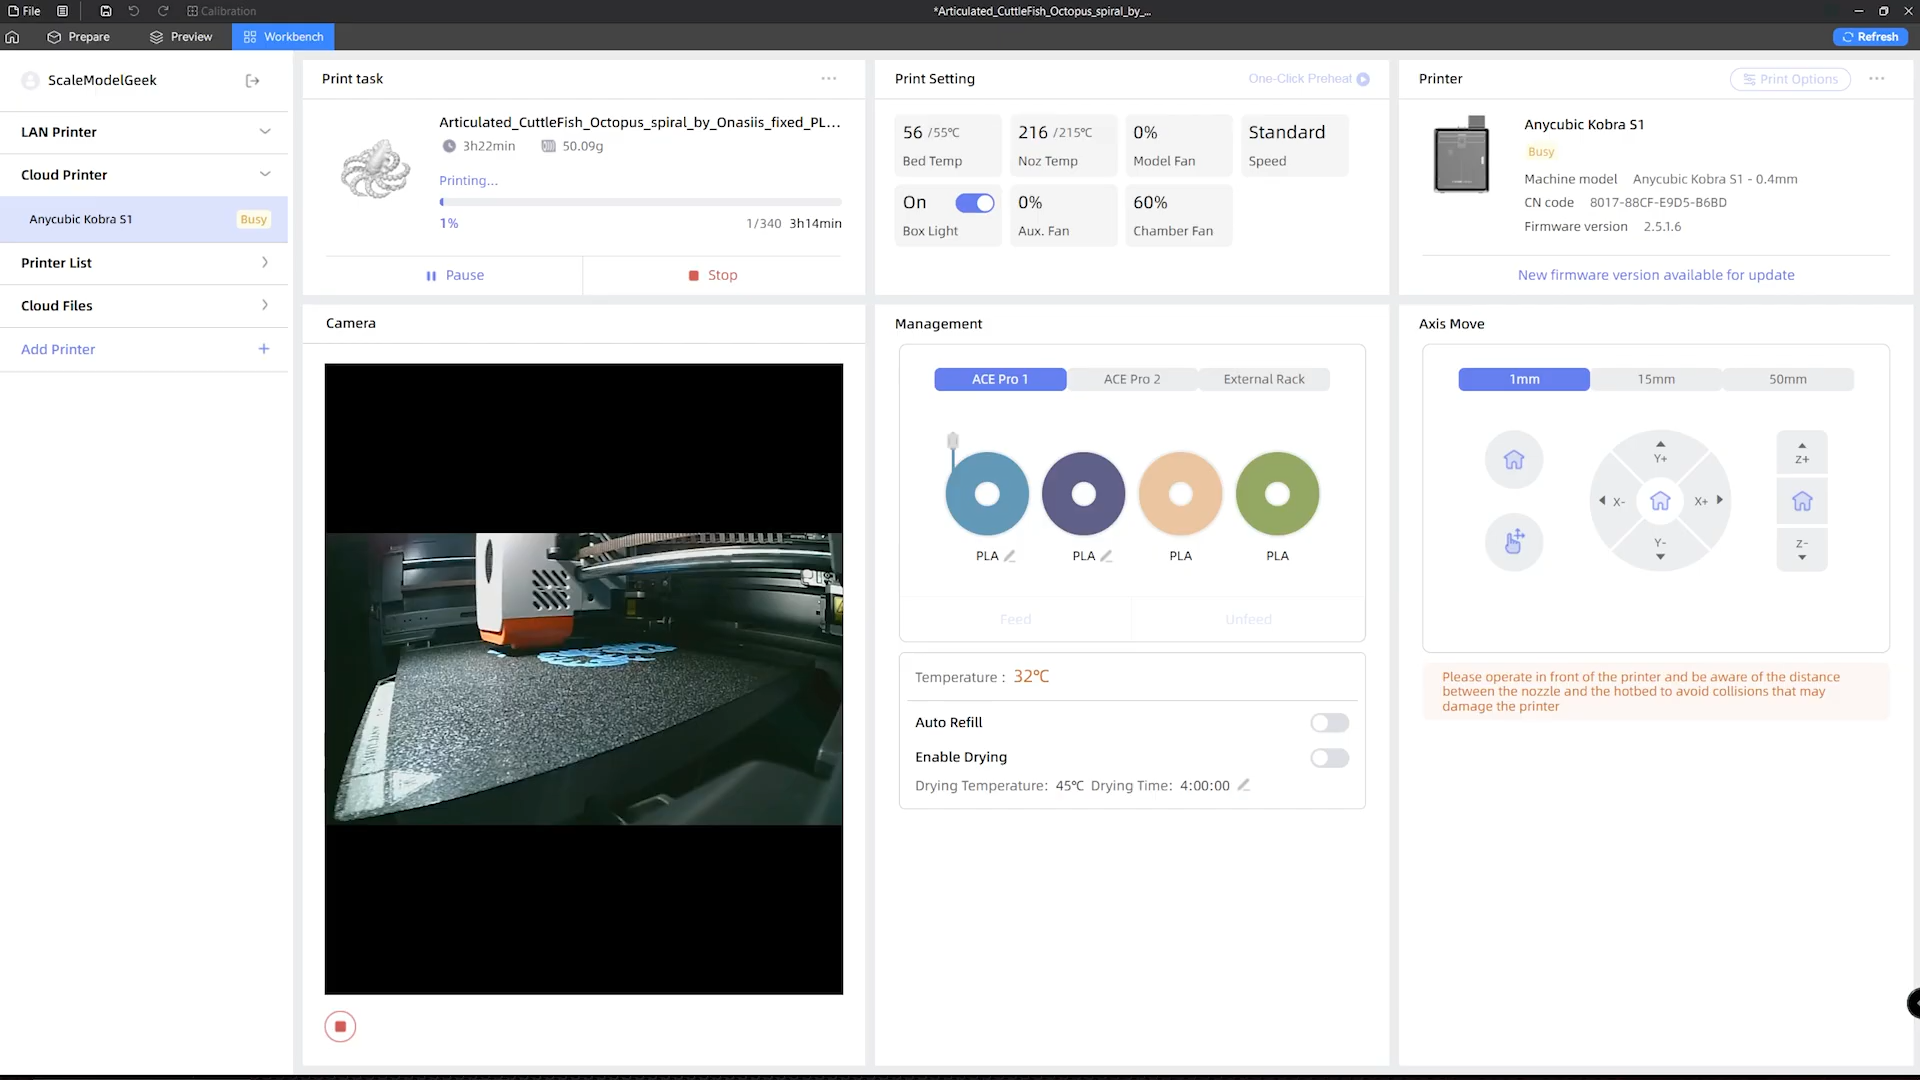 File
Calibration
*Articulated_CuttleFish_Octopus_spiral_by_...
Prepare
Preview
Workbench
Refresh
ScaleModelGeek
LAN Printer
Cloud Printer
Anycubic Kobra S1
Busy
Printer List
Cloud Files
Add Printer
Print task
Articulated_CuttleFish_Octopus_spiral_by_Onasiis_fixed_PL...
3h22min 50.09g
Printing...
1% 1/340 3h14min
Pause
Stop
Print Setting
One-Click Preheat
56 /55℃
Bed Temp
216 /215℃
Noz Temp
0%
Model Fan
Standard
Speed
On
Box Light
0%
Aux. Fan
60%
Chamber Fan
Printer
Print Options
Anycubic Kobra S1
Busy
Machine model Anycubic Kobra S1 - 0.4mm
CN code 8017-88CF-E9D5-B6BD
Firmware version 2.5.1.6
New firmware version available for update
Camera
Management
ACE Pro 1
ACE Pro 2
External Rack
PLA
PLA
PLA
PLA
Feed
Unfeed
Temperature : 32℃
Auto Refill
Enable Drying
Drying Temperature: 45℃ Drying Time: 4:00:00
Axis Move
1mm
15mm
50mm
Y+
X-
X+
Y-
Z+
Z-
Please operate in front of the printer and be aware of the distance
between the nozzle and the hotbed to avoid collisions that may
damage the printer